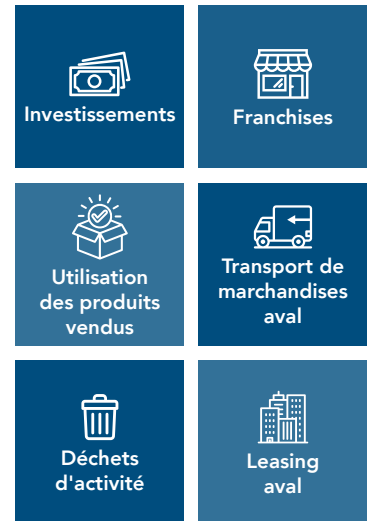 Investissements
Franchises
Utilisation
des produits
vendus
Transport de
marchandises
aval
Déchets
d'activité
Leasing
aval